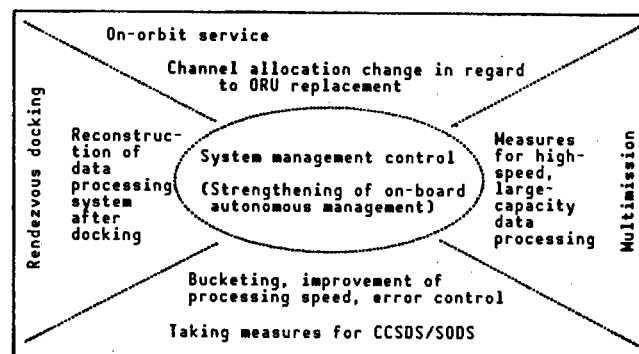 On-orbit service
Channel allocation change in regard
to ORU replacement
Rendezvous docking
Reconstruc-
tion of
data
processing
system
after
docking
System management control
(Strengthening of on-board
autonomous management)
Measures
for high-
speed,
large-
capacity
data
processing
Multimission
Bucketing, improvement of
processing speed, error control
Taking measures for CCSDS/SODS